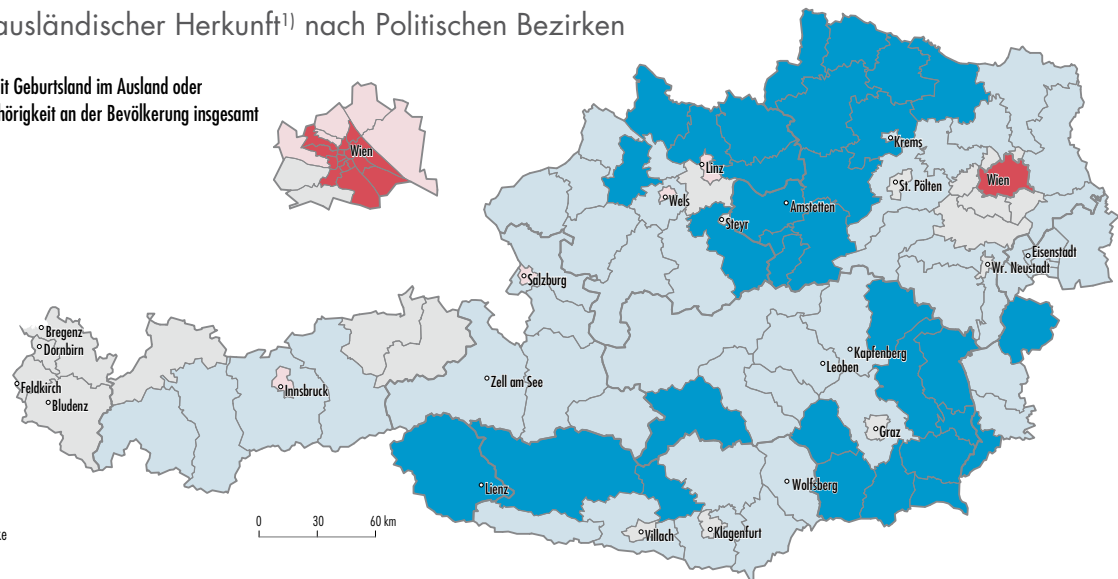 ausländischer Herkunft¹⁾ nach Politischen Bezirken
it Geburtsland im Ausland oder
hörigkeit an der Bevölkerung insgesamt
Wien
Krems
Linz
St. Pölten
Wien
Wels
Amstetten
Steyr
Eisenstadt
Wr. Neustadt
Salzburg
Bregenz
Dornbirn
Kapfenberg
Leoben
Feldkirch
Zell am See
Innsbruck
Bludenz
Graz
Wolfsberg
Lienz
0 30 60 km
Villach
Klagenfurt